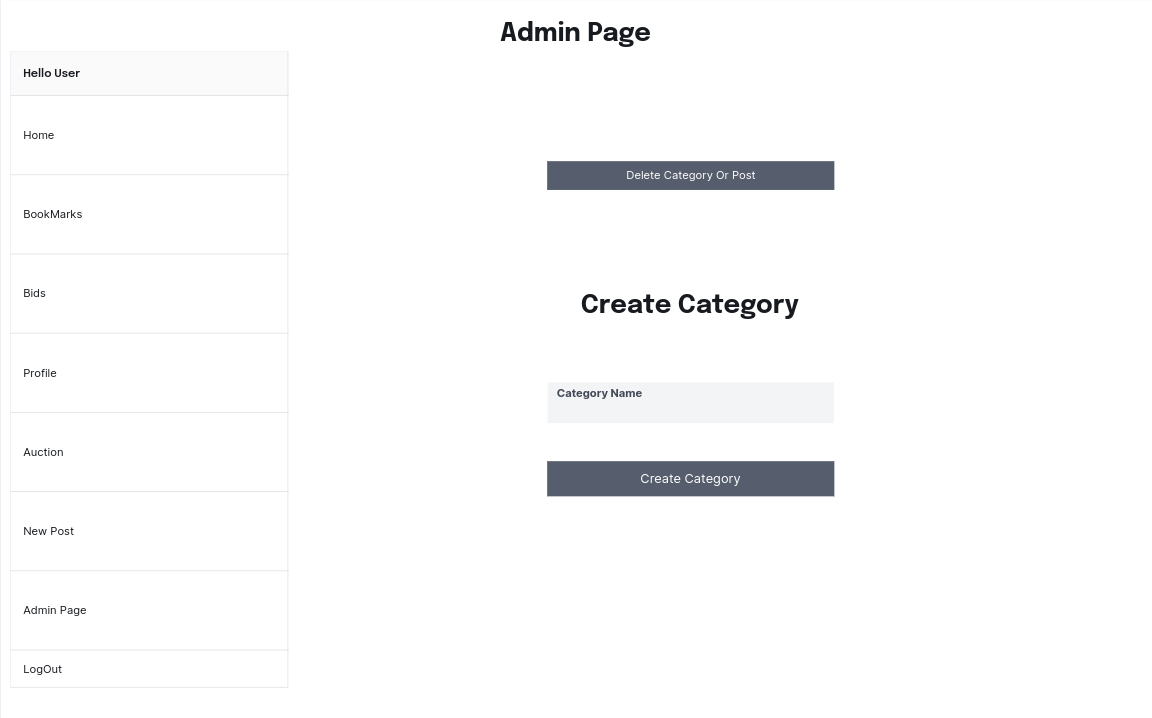 Admin Page
Hello User
Home
BookMarks
Bids
Profile
Auction
New Post
Admin Page
LogOut
Delete Category Or Post
Create Category
Category Name
Create Category